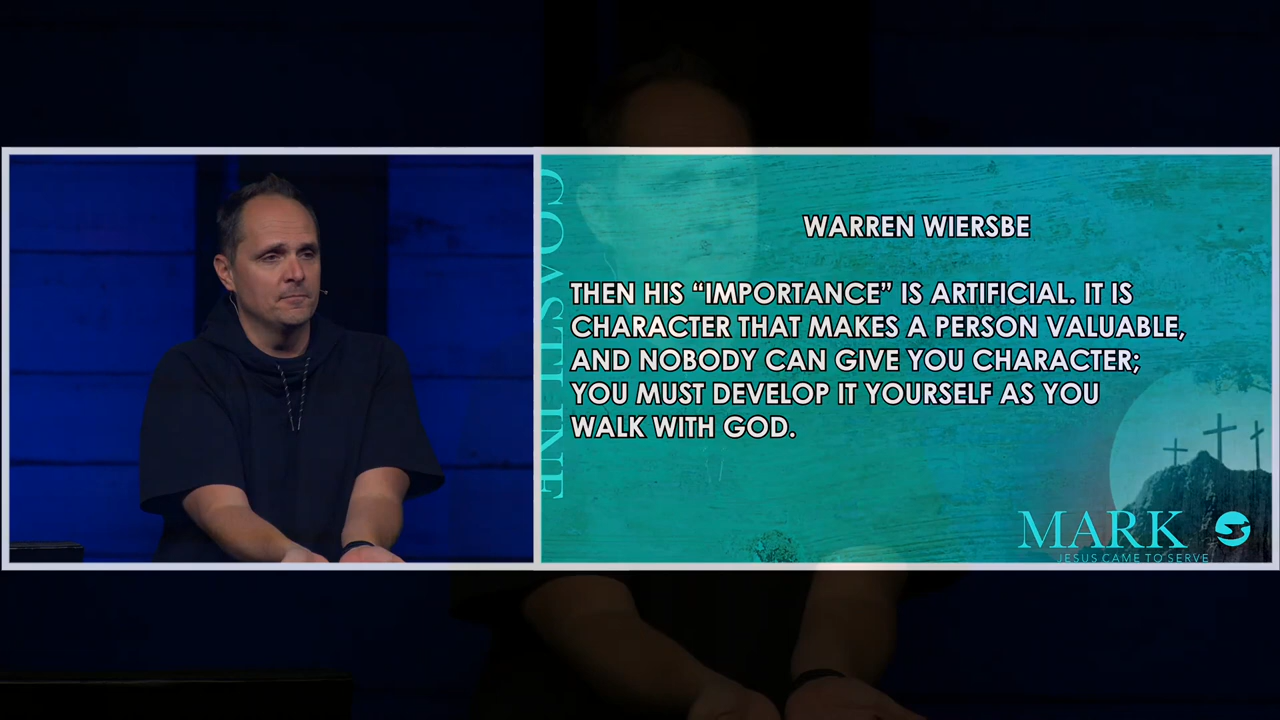 COASTLINE
WARREN WIERSBE
THEN HIS “IMPORTANCE” IS ARTIFICIAL. IT IS
CHARACTER THAT MAKES A PERSON VALUABLE,
AND NOBODY CAN GIVE YOU CHARACTER;
YOU MUST DEVELOP IT YOURSELF AS YOU
WALK WITH GOD.
MARK
JESUS CAME TO SERVE